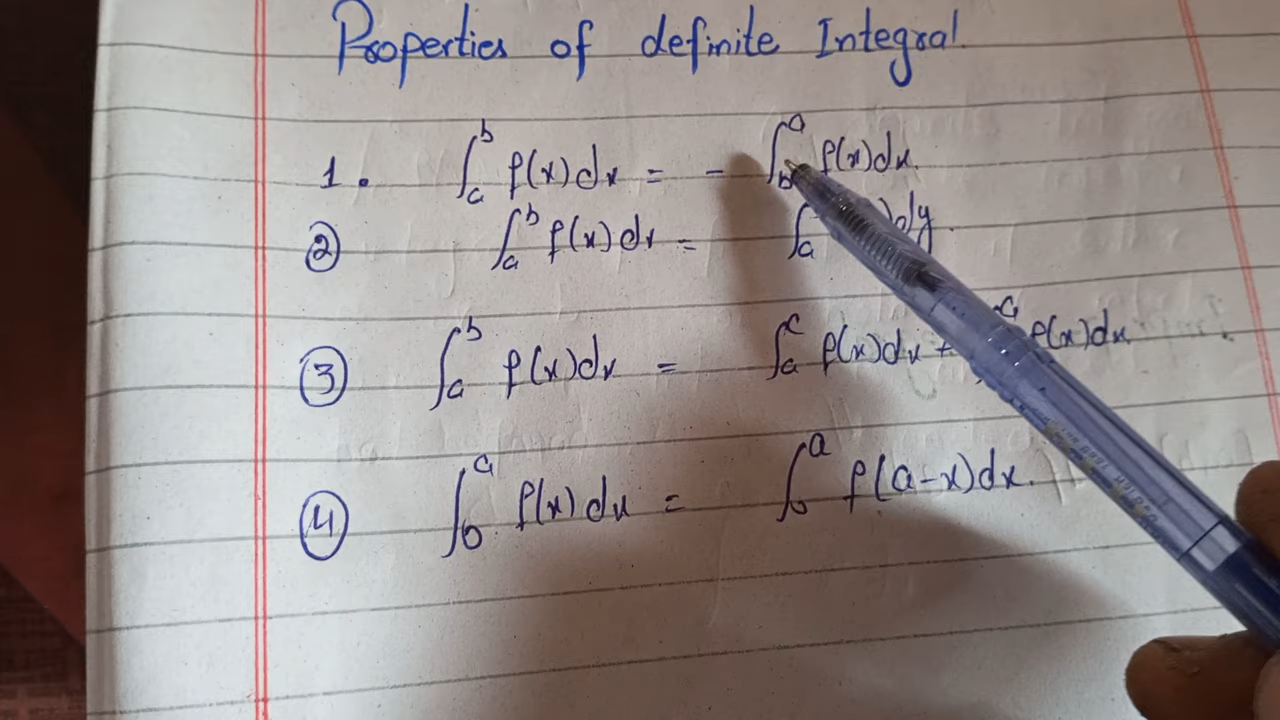 Properties of definite Integral.
1. ∫_a^b f(x)dx = - ∫_b^a f(x)dx
② ∫_a^b f(x)dx = ∫_a )dy.
③ ∫_a^b f(x)dx = ∫_a^c f(x)dx + f(x)dx
④ ∫_0^a f(x)dx = ∫_0^a f(a-x)dx.